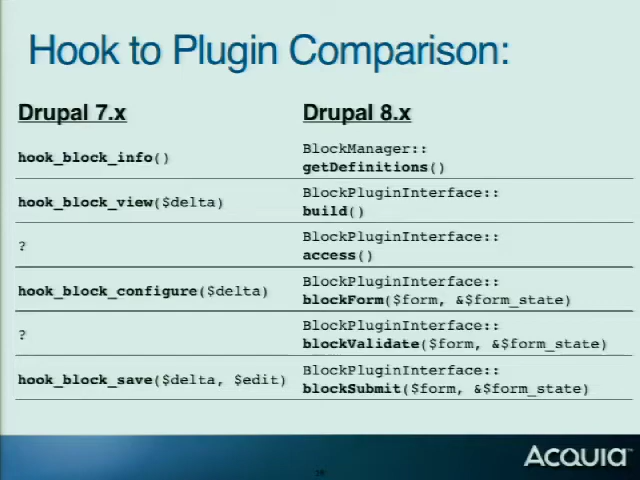 Hook to Plugin Comparison:
Drupal 7.x
Drupal 8.x
hook_block_info()
BlockManager::
getDefinitions()
hook_block_view($delta)
BlockPluginInterface::
build()
?
BlockPluginInterface::
access()
hook_block_configure($delta)
BlockPluginInterface::
blockForm($form, &$form_state)
?
BlockPluginInterface::
blockValidate($form, &$form_state)
hook_block_save($delta, $edit)
BlockPluginInterface::
blockSubmit($form, &$form_state)
ACQUIA™